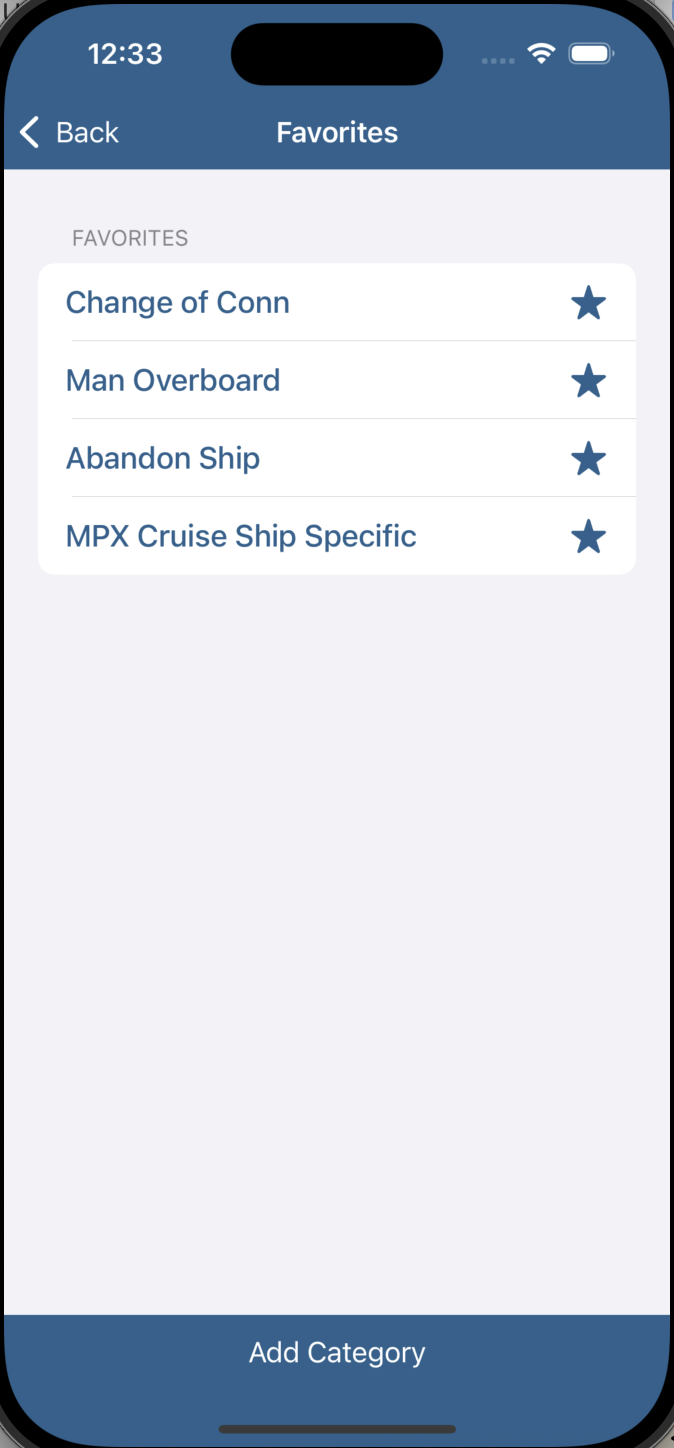 12:33
Back
Favorites
FAVORITES
Change of Conn
Man Overboard
Abandon Ship
MPX Cruise Ship Specific
Add Category